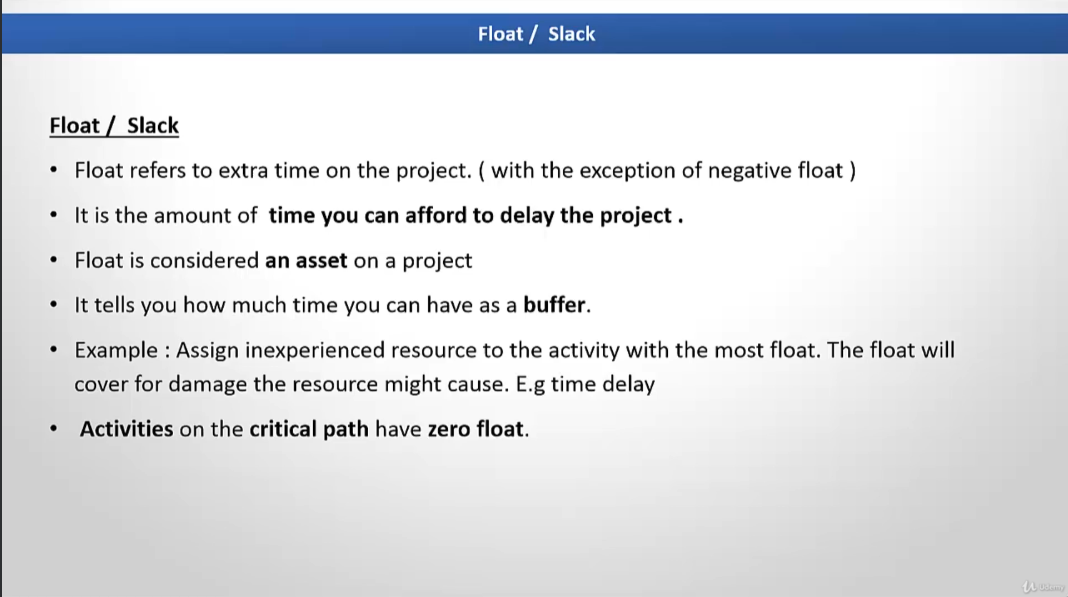 Float / Slack
Float / Slack
• Float refers to extra time on the project. ( with the exception of negative float )
• It is the amount of time you can afford to delay the project .
• Float is considered an asset on a project
• It tells you how much time you can have as a buffer.
• Example : Assign inexperienced resource to the activity with the most float. The float will
cover for damage the resource might cause. E.g time delay
• Activities on the critical path have zero float.
Udemy